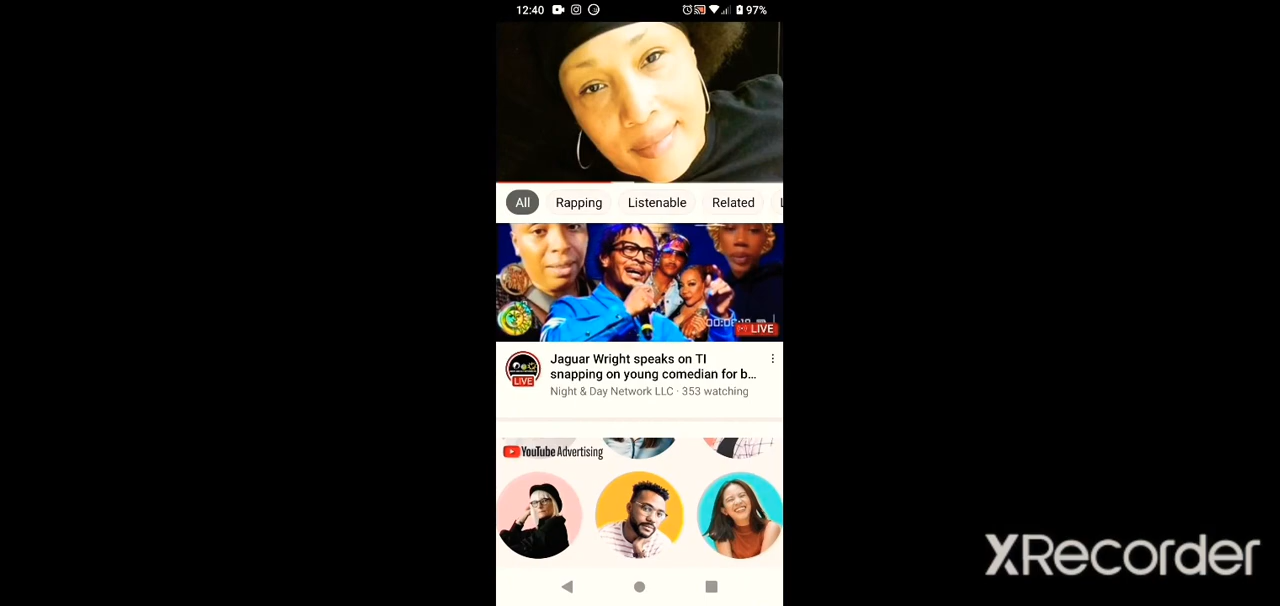 12:40 97%
All Rapping Listenable Related
LIVE
Jaguar Wright speaks on TI
LIVE snapping on young comedian for b...
Night & Day Network LLC · 353 watching
YouTube Advertising
XRecorder